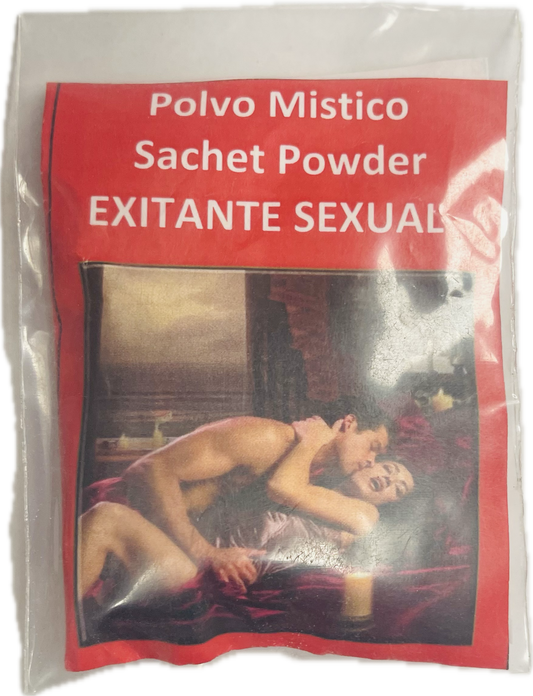 Polvo Mistico
Sachet Powder
EXITANTE SEXUAL